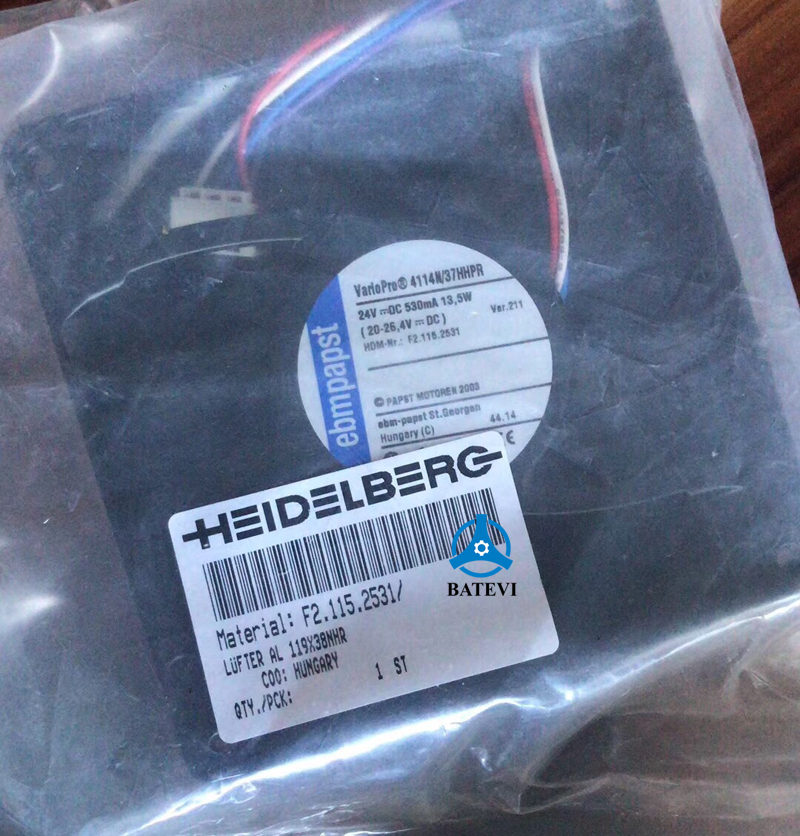 ebmpapst
VarioPro® 4114N/37HHPR
24V ⎓DC 530mA 13,5W
Ver.211
(20-26,4V ⎓ DC)
HDM-Nr.: F2.115.2531
© PAPST MOTOREN 2003
ebm-papst St.Georgen
44.14
Hungary (C)
CE
HEIDELBERG
BATEVI
Material: F2.115.2531/
LÜFTER AL 119X38NHR
COO: HUNGARY
QTY./PCK: 1 ST